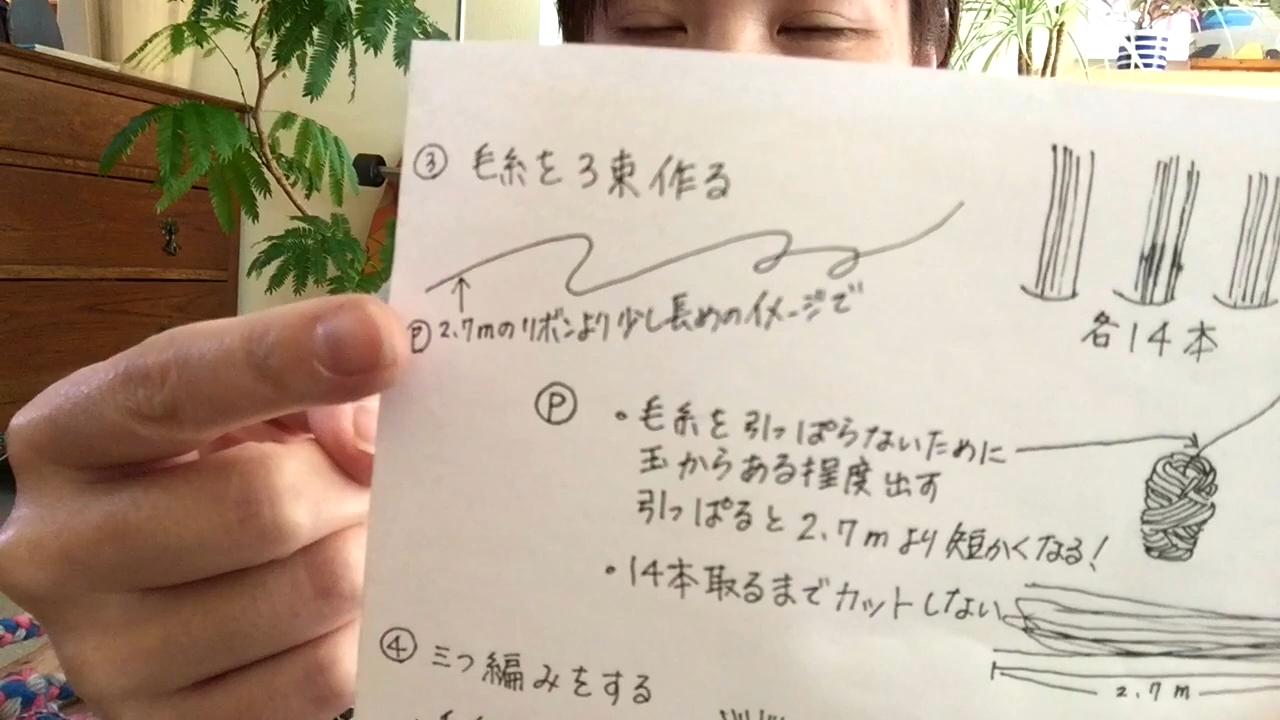 ③ 毛糸を3束作る
Ⓟ 2.7mのリボンより少し長めのイメージで
各14本
Ⓟ ・毛糸を引っぱらないために
玉からある程度出す
引っぱると2.7mより短かくなる!
・14本取るまでカットしない
2.7m
④ 三つ編みをする